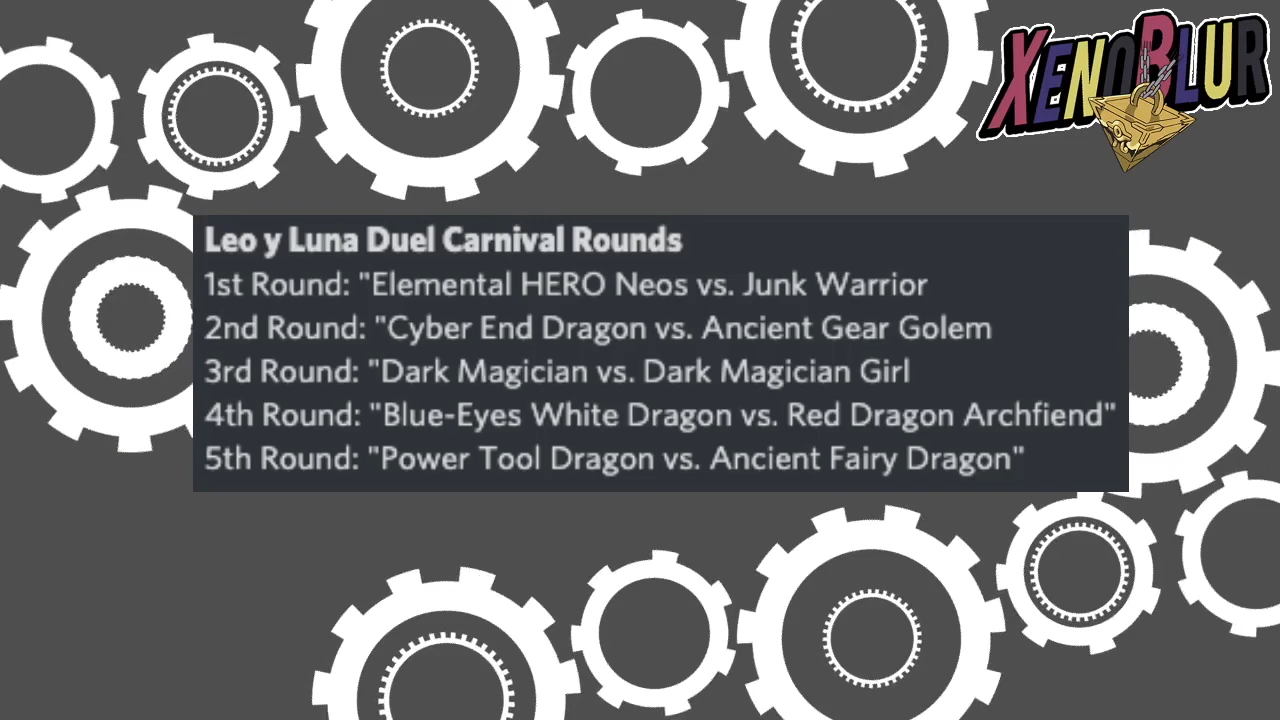 XENOBLUR
Leo y Luna Duel Carnival Rounds
1st Round: "Elemental HERO Neos vs. Junk Warrior
2nd Round: "Cyber End Dragon vs. Ancient Gear Golem
3rd Round: "Dark Magician vs. Dark Magician Girl
4th Round: "Blue-Eyes White Dragon vs. Red Dragon Archfiend"
5th Round: "Power Tool Dragon vs. Ancient Fairy Dragon"